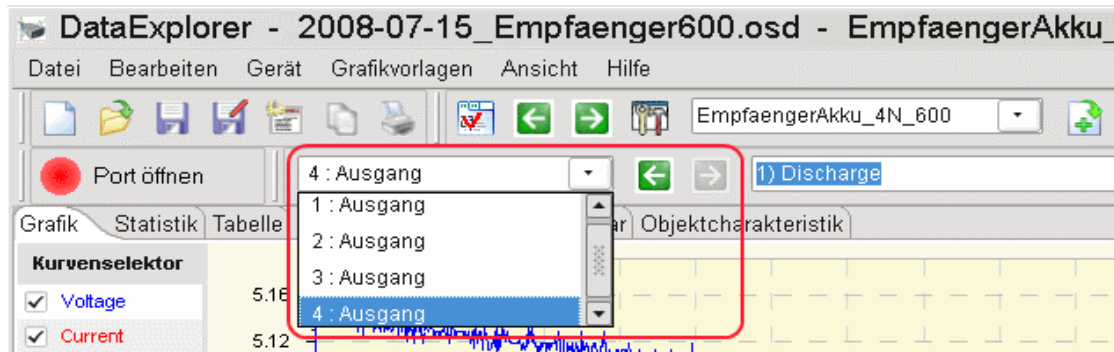 DataExplorer - 2008-07-15_Empfaenger600.osd - EmpfaengerAkku_
Datei Bearbeiten Gerät Grafikvorlagen Ansicht Hilfe
EmpfaengerAkku_4N_600
Port öffnen 4 : Ausgang 1) Discharge
1 : Ausgang
2 : Ausgang
3 : Ausgang
4 : Ausgang
Grafik Statistik Tabelle Objektcharakteristik
Kurvenselektor
Voltage
Current
5.16
5.12